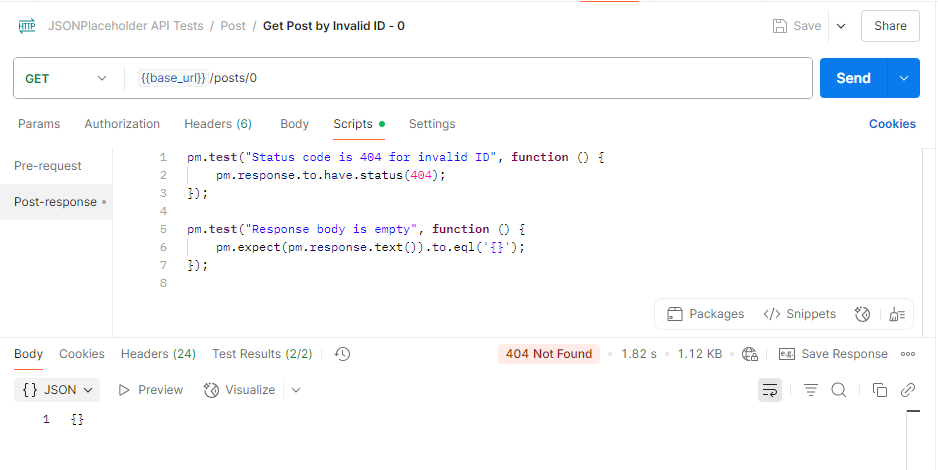 HTTP JSONPlaceholder API Tests / Post / Get Post by Invalid ID - 0 Save Share
GET {{base_url}} /posts/0 Send
Params Authorization Headers (6) Body Scripts Settings Cookies
Pre-request
Post-response
1 pm.test("Status code is 404 for invalid ID", function () {
2 pm.response.to.have.status(404);
3 });
4
5 pm.test("Response body is empty", function () {
6 pm.expect(pm.response.text()).to.eql('{}');
7 });
8
Packages </> Snippets
Body Cookies Headers (24) Test Results (2/2) 404 Not Found • 1.82 s • 1.12 KB • e.g. Save Response
{} JSON Preview Visualize
1 {}